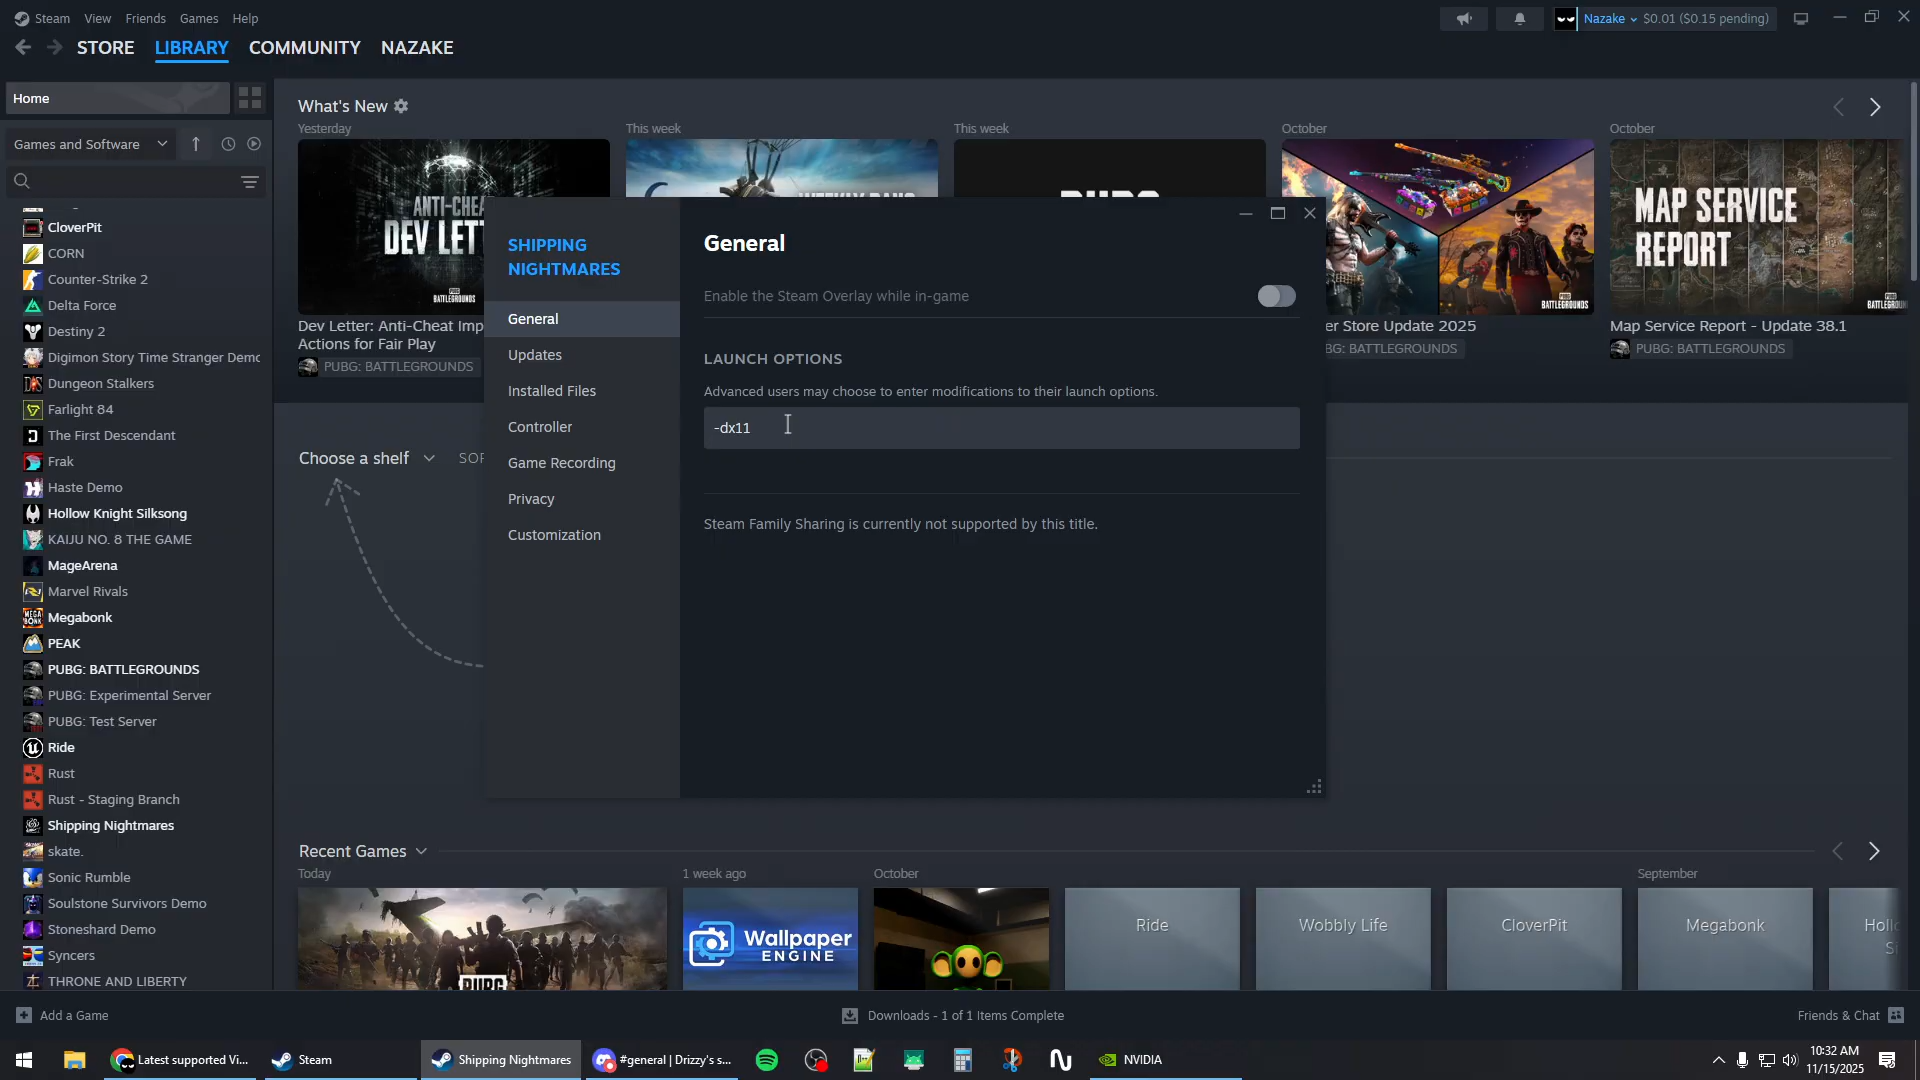 Steam View Friends Games Help
Nazake $0.01 ($0.15 pending)
STORE LIBRARY COMMUNITY NAZAKE
Home
Games and Software
CloverPit
CORN
Counter-Strike 2
Delta Force
Destiny 2
Digimon Story Time Stranger Demo
Dungeon Stalkers
Farlight 84
The First Descendant
Frak
Haste Demo
Hollow Knight Silksong
KAIJU NO. 8 THE GAME
MageArena
Marvel Rivals
Megabonk
PEAK
PUBG: BATTLEGROUNDS
PUBG: Experimental Server
PUBG: Test Server
Ride
Rust
Rust - Staging Branch
Shipping Nightmares
skate.
Sonic Rumble
Soulstone Survivors Demo
Stoneshard Demo
Syncers
THRONE AND LIBERTY
What's New
Yesterday
This week
This week
October
October
ANTI-CHEA
DEV LETT
PUBG
BATTLEGROUNDS
Dev Letter: Anti-Cheat Imp
Actions for Fair Play
PUBG: BATTLEGROUNDS
er Store Update 2025
BG: BATTLEGROUNDS
MAP SERVICE
REPORT
Map Service Report - Update 38.1
PUBG: BATTLEGROUNDS
Choose a shelf
SOR
SHIPPING
NIGHTMARES
General
Updates
Installed Files
Controller
Game Recording
Privacy
Customization
General
Enable the Steam Overlay while in-game
LAUNCH OPTIONS
Advanced users may choose to enter modifications to their launch options.
-dx11
Steam Family Sharing is currently not supported by this title.
Recent Games
Today
1 week ago
October
September
Wallpaper
ENGINE
Ride
Wobbly Life
CloverPit
Megabonk
Add a Game
Downloads - 1 of 1 Items Complete
Friends & Chat
Latest supported Vi...
Steam
Shipping Nightmares
#general | Drizzy's s...
NVIDIA
10:32 AM
11/15/2025